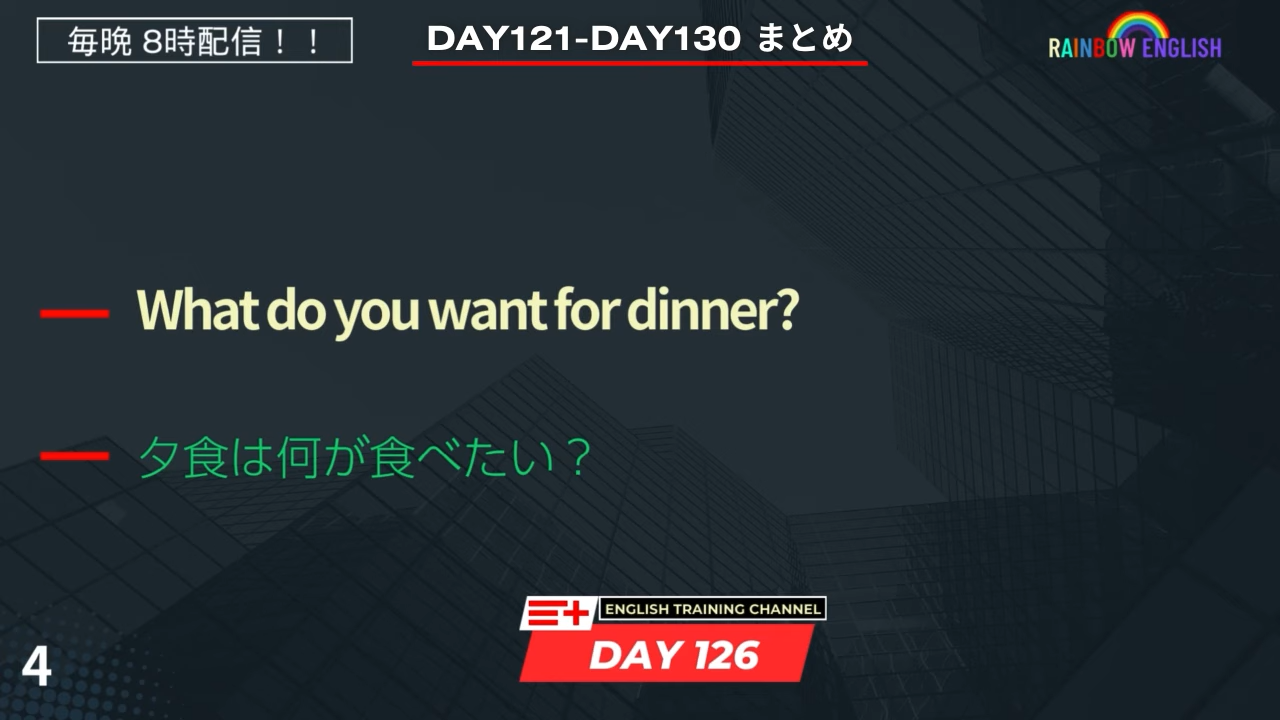 毎晩 8時配信！！
DAY121-DAY130 まとめ
RAINBOW ENGLISH
What do you want for dinner?
夕食は何が食べたい？
ENGLISH TRAINING CHANNEL
DAY 126
4